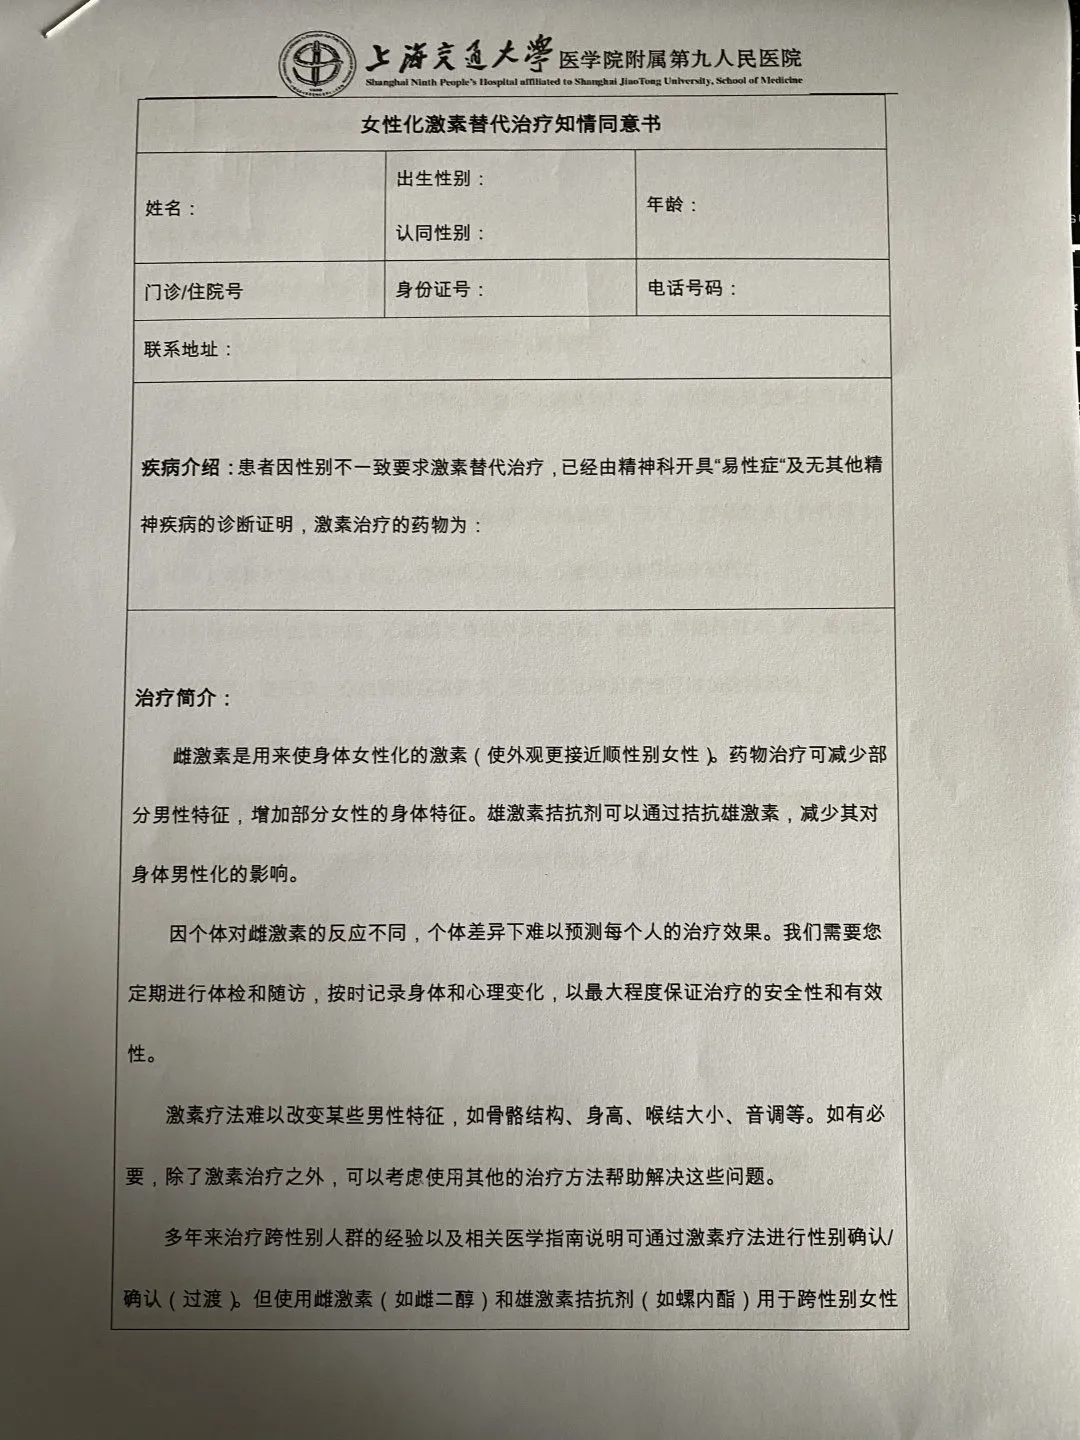 上海交通大學医学院附属第九人民医院
Shanghai Ninth People's Hospital affiliated to Shanghai JiaoTong University, School of Medicine
女性化激素替代治疗知情同意书
姓名：
出生性别：
认同性别：
年龄：
门诊/住院号
身份证号：
电话号码：
联系地址：
疾病介绍：患者因性别不一致要求激素替代治疗，已经由精神科开具“易性症“及无其他精
神疾病的诊断证明，激素治疗的药物为：
治疗简介：
雌激素是用来使身体女性化的激素（使外观更接近顺性别女性）。药物治疗可减少部
分男性特征，增加部分女性的身体特征。雄激素拮抗剂可以通过拮抗雄激素，减少其对
身体男性化的影响。
因个体对雌激素的反应不同，个体差异下难以预测每个人的治疗效果。我们需要您
定期进行体检和随访，按时记录身体和心理变化，以最大程度保证治疗的安全性和有效
性。
激素疗法难以改变某些男性特征，如骨骼结构、身高、喉结大小、音调等。如有必
要，除了激素治疗之外，可以考虑使用其他的治疗方法帮助解决这些问题。
多年来治疗跨性别人群的经验以及相关医学指南说明可通过激素疗法进行性别确认/
确认（过渡）。但使用雌激素（如雌二醇）和雄激素拮抗剂（如螺内酯）用于跨性别女性